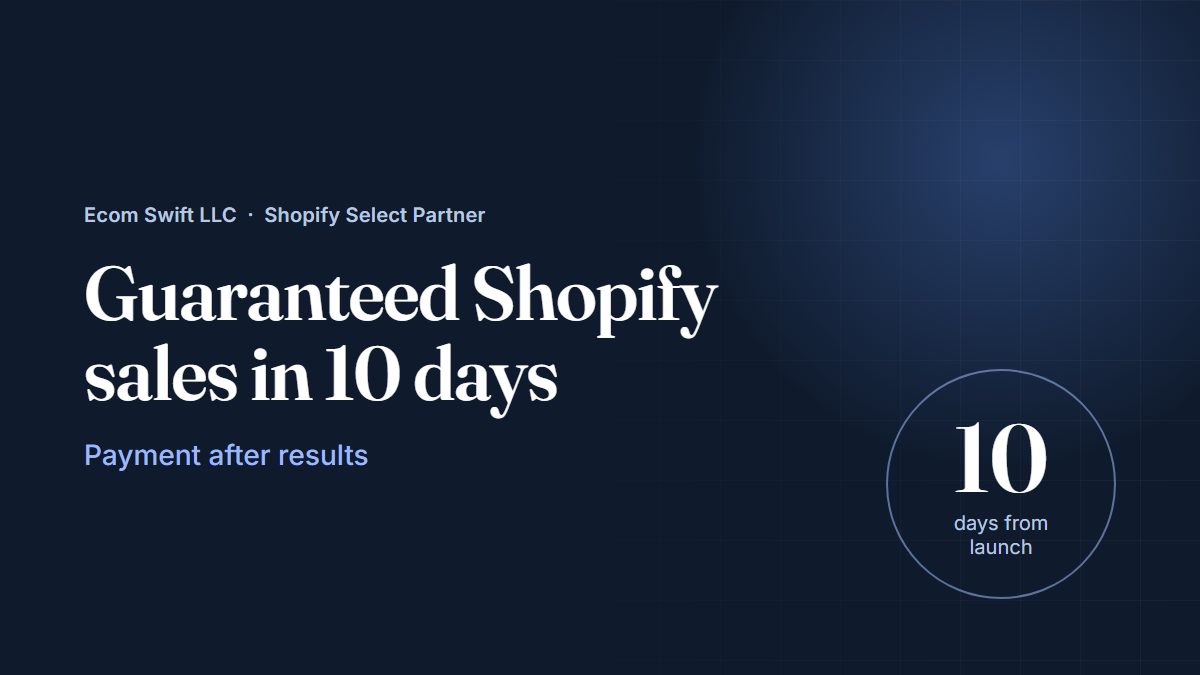 Ecom Swift LLC · Shopify Select Partner
Guaranteed Shopify
sales in 10 days
Payment after results
10
days from
launch